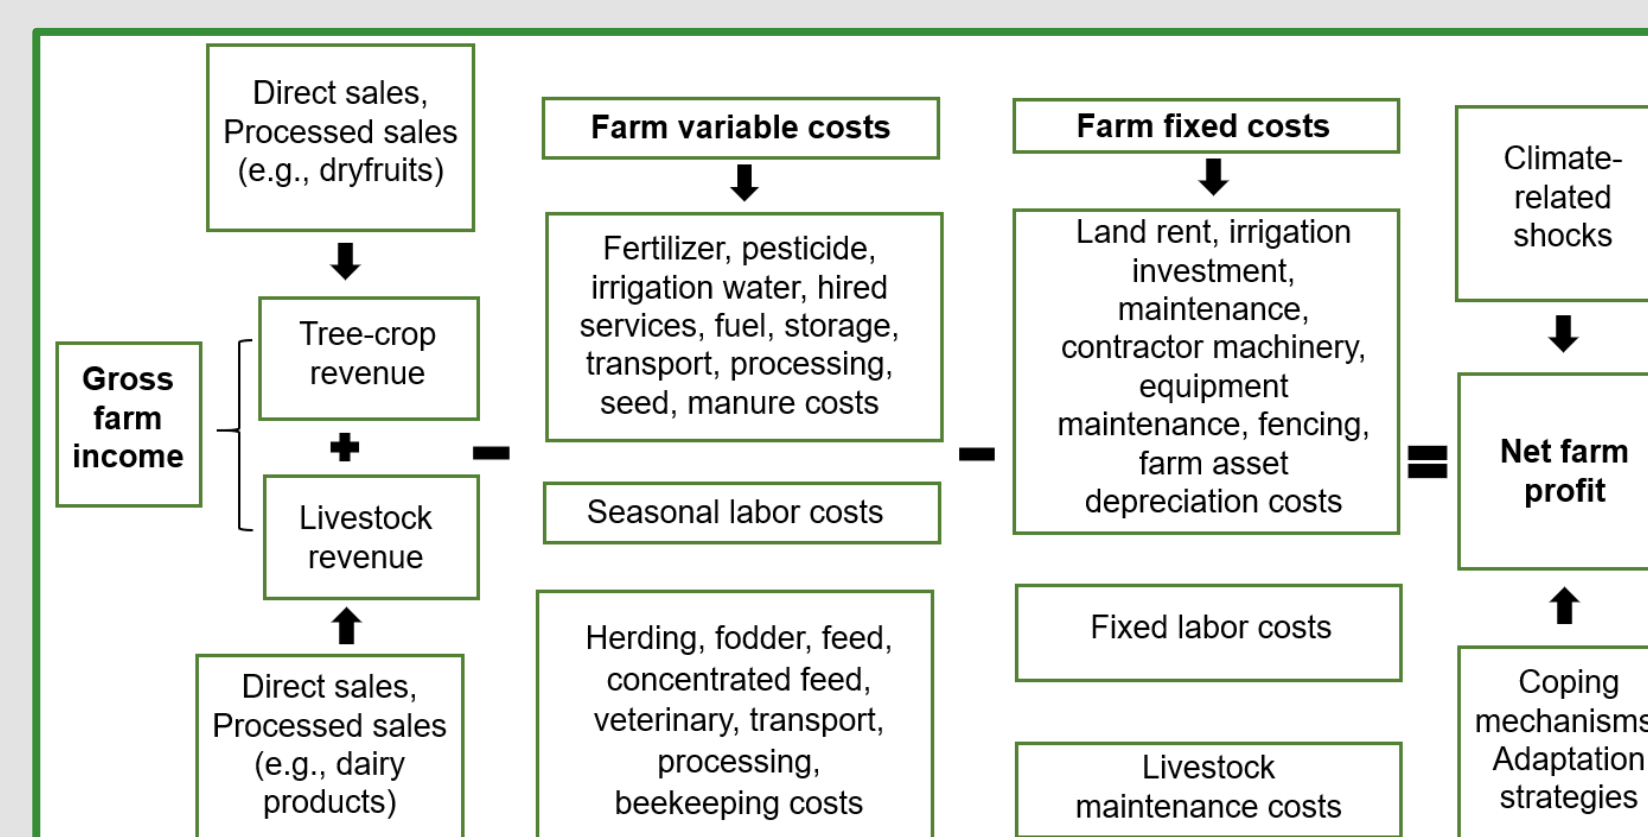 Direct sales,
Processed sales
(e.g., dryfruits)
Gross
farm
income
Tree-crop
revenue
Livestock
revenue
Direct sales,
Processed sales
(e.g., dairy
products)
Farm variable costs
Fertilizer, pesticide,
irrigation water, hired
services, fuel, storage,
transport, processing,
seed, manure costs
Seasonal labor costs
Herding, fodder, feed,
concentrated feed,
veterinary, transport,
processing,
beekeeping costs
Farm fixed costs
Land rent, irrigation
investment,
maintenance,
contractor machinery,
equipment
maintenance, fencing,
farm asset
depreciation costs
Fixed labor costs
Livestock
maintenance costs
Climate-
related
shocks
Net farm
profit
Coping
mechanisms
Adaptation
strategies